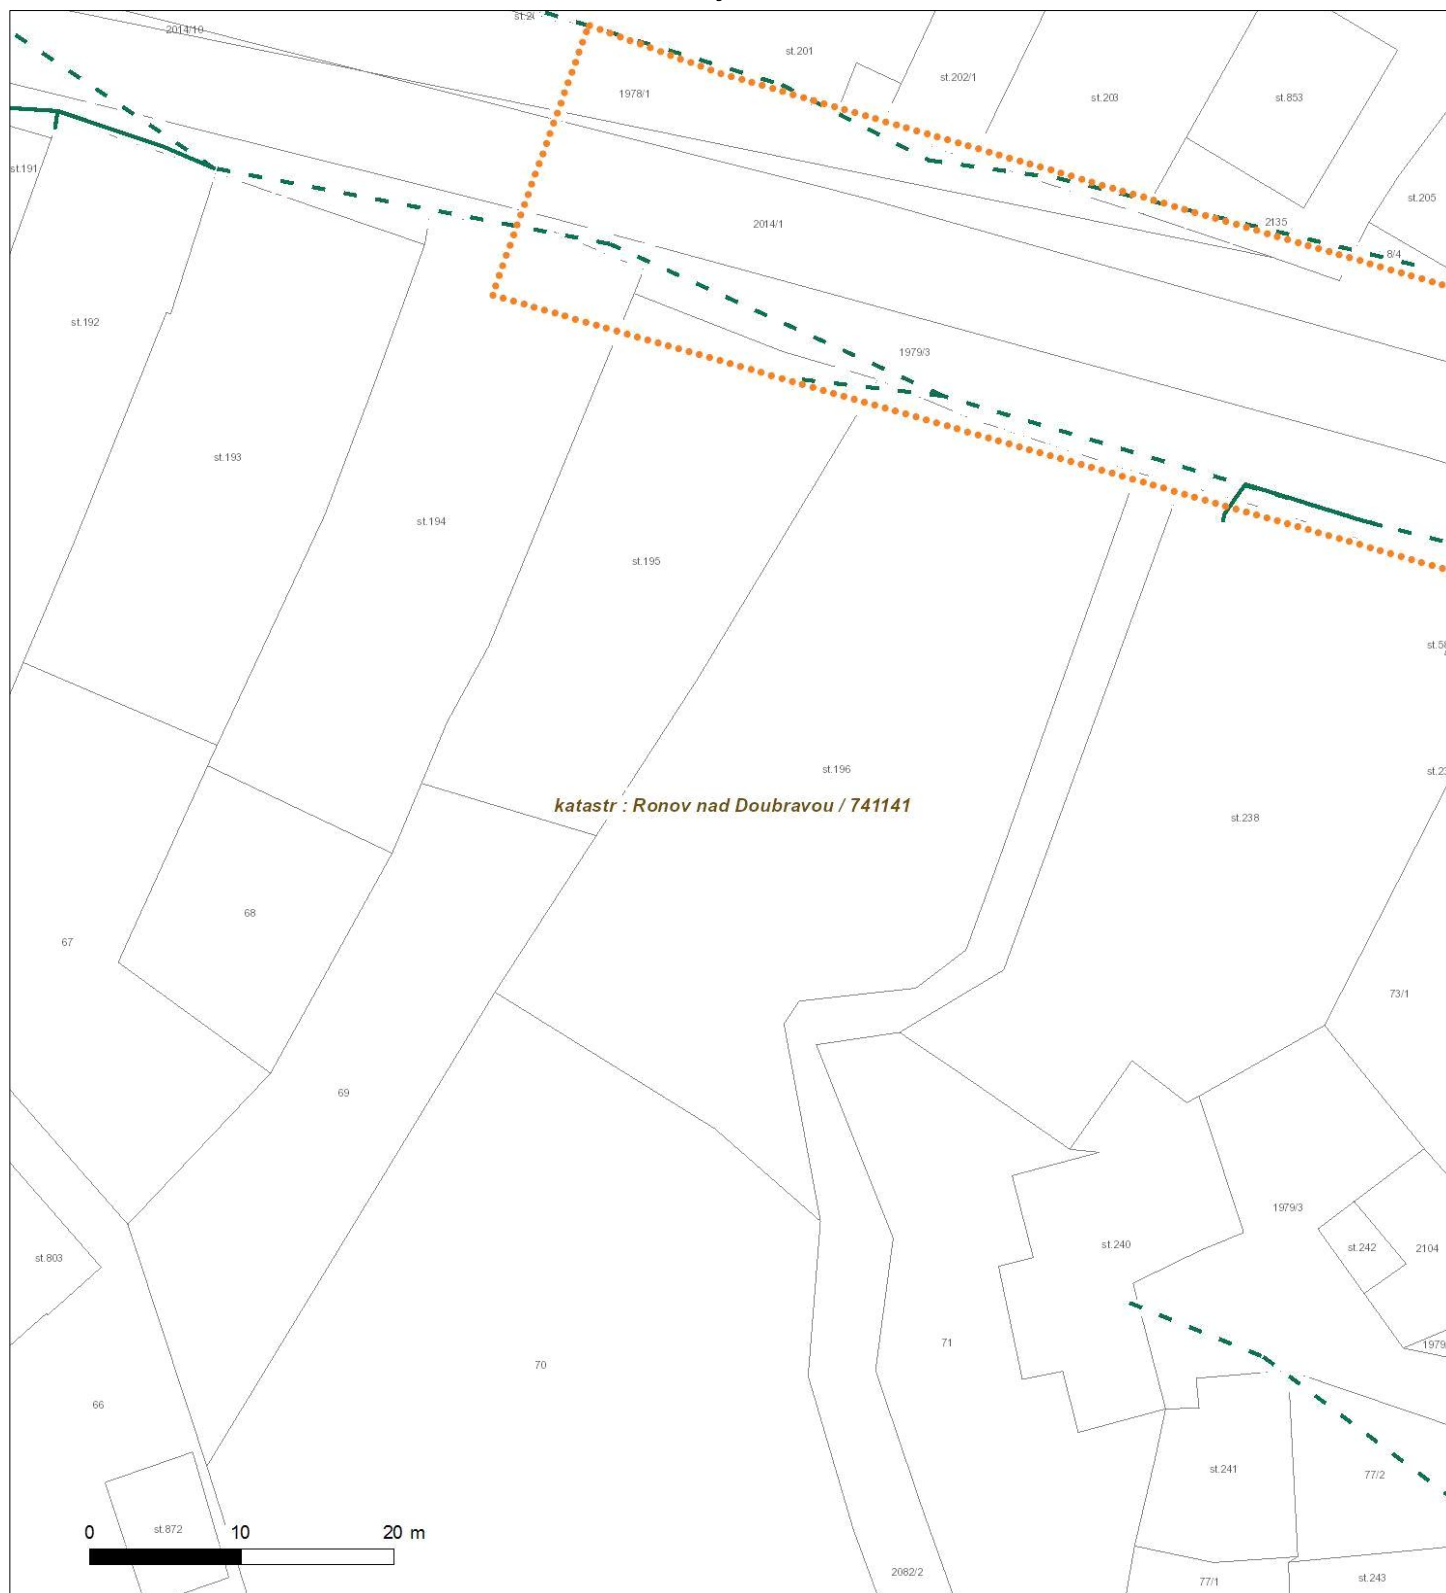 2014/10
st.201
st.202/1
st.203
st.853
1978/1
st.191
st.205
2014/1
2135
8/4
st.192
1979/3
st.193
st.194
st.195
st.196
katastr : Ronov nad Doubravou / 741141
st.238
68
67
73/1
69
1979/3
st.240
st.242
2104
st.803
71
70
66
st.241
77/2
st.872
0 10 20 m
2082/2
77/1
st.243